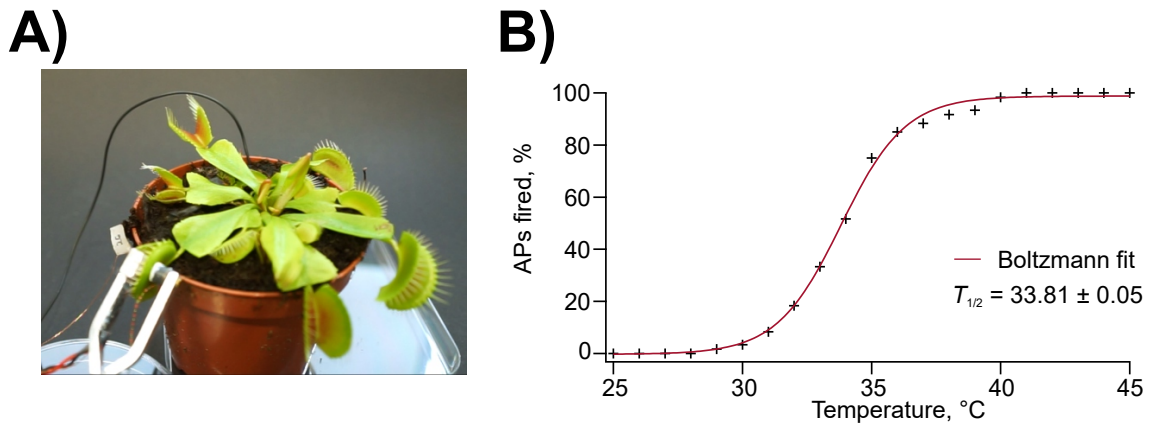 A)
B)
APs fired, %
100
80
60
40
20
0
Boltzmann fit
T1/2 = 33.81 ± 0.05
25 30 35 40 45
Temperature, °C